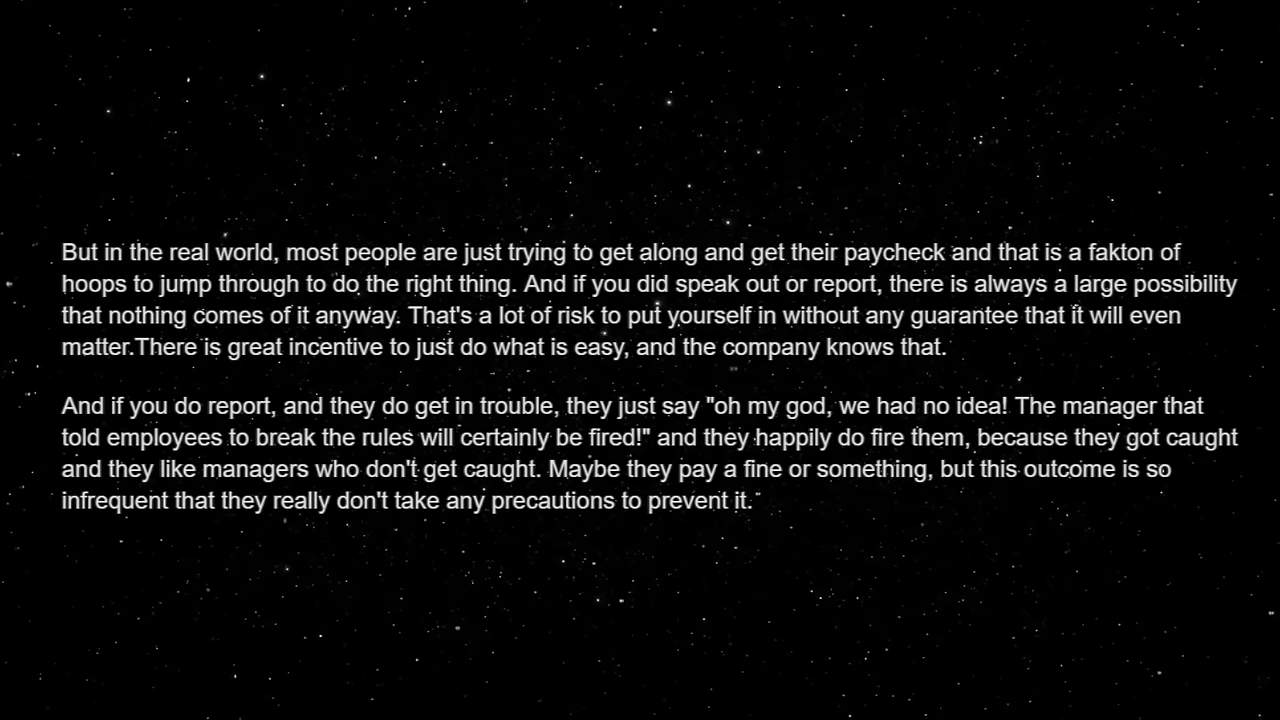 But in the real world, most people are just trying to get along and get their paycheck and that is a fakton of
hoops to jump through to do the right thing. And if you did speak out or report, there is always a large possibility
that nothing comes of it anyway. That's a lot of risk to put yourself in without any guarantee that it will even
matter.There is great incentive to just do what is easy, and the company knows that.
And if you do report, and they do get in trouble, they just say "oh my god, we had no idea! The manager that
told employees to break the rules will certainly be fired!" and they happily do fire them, because they got caught
and they like managers who don't get caught. Maybe they pay a fine or something, but this outcome is so
infrequent that they really don't take any precautions to prevent it.